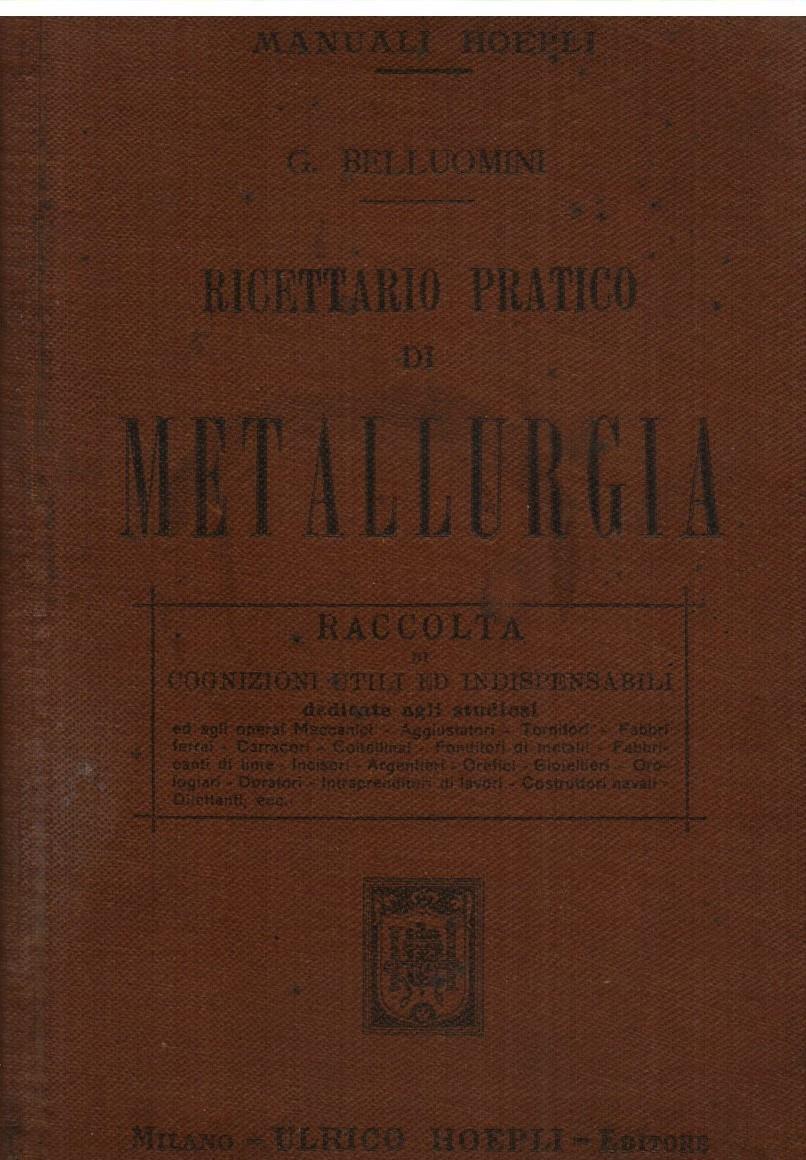 MANUALI HOEPLI
G. BELLUOMINI
RICETTARIO PRATICO
DI
METALLURGIA
RACCOLTA
DI
COGNIZIONI UTILI ED INDISPENSABILI
dedicate agli studiosi
ed agli operai Meccanici - Aggiustatori - Tornitori - Fabbri
ferrai - Carraceri - Coltellinai - Fonditori di metalli - Fabbri-
canti di lime - Incisori - Argentieri - Orefici - Gioiellieri - Oro-
logiari - Doratori - Intraprenditori di lavori - Costruttori navali -
Dilettanti, ecc.
MILANO - ULRICO HOEPLI - EDITORE